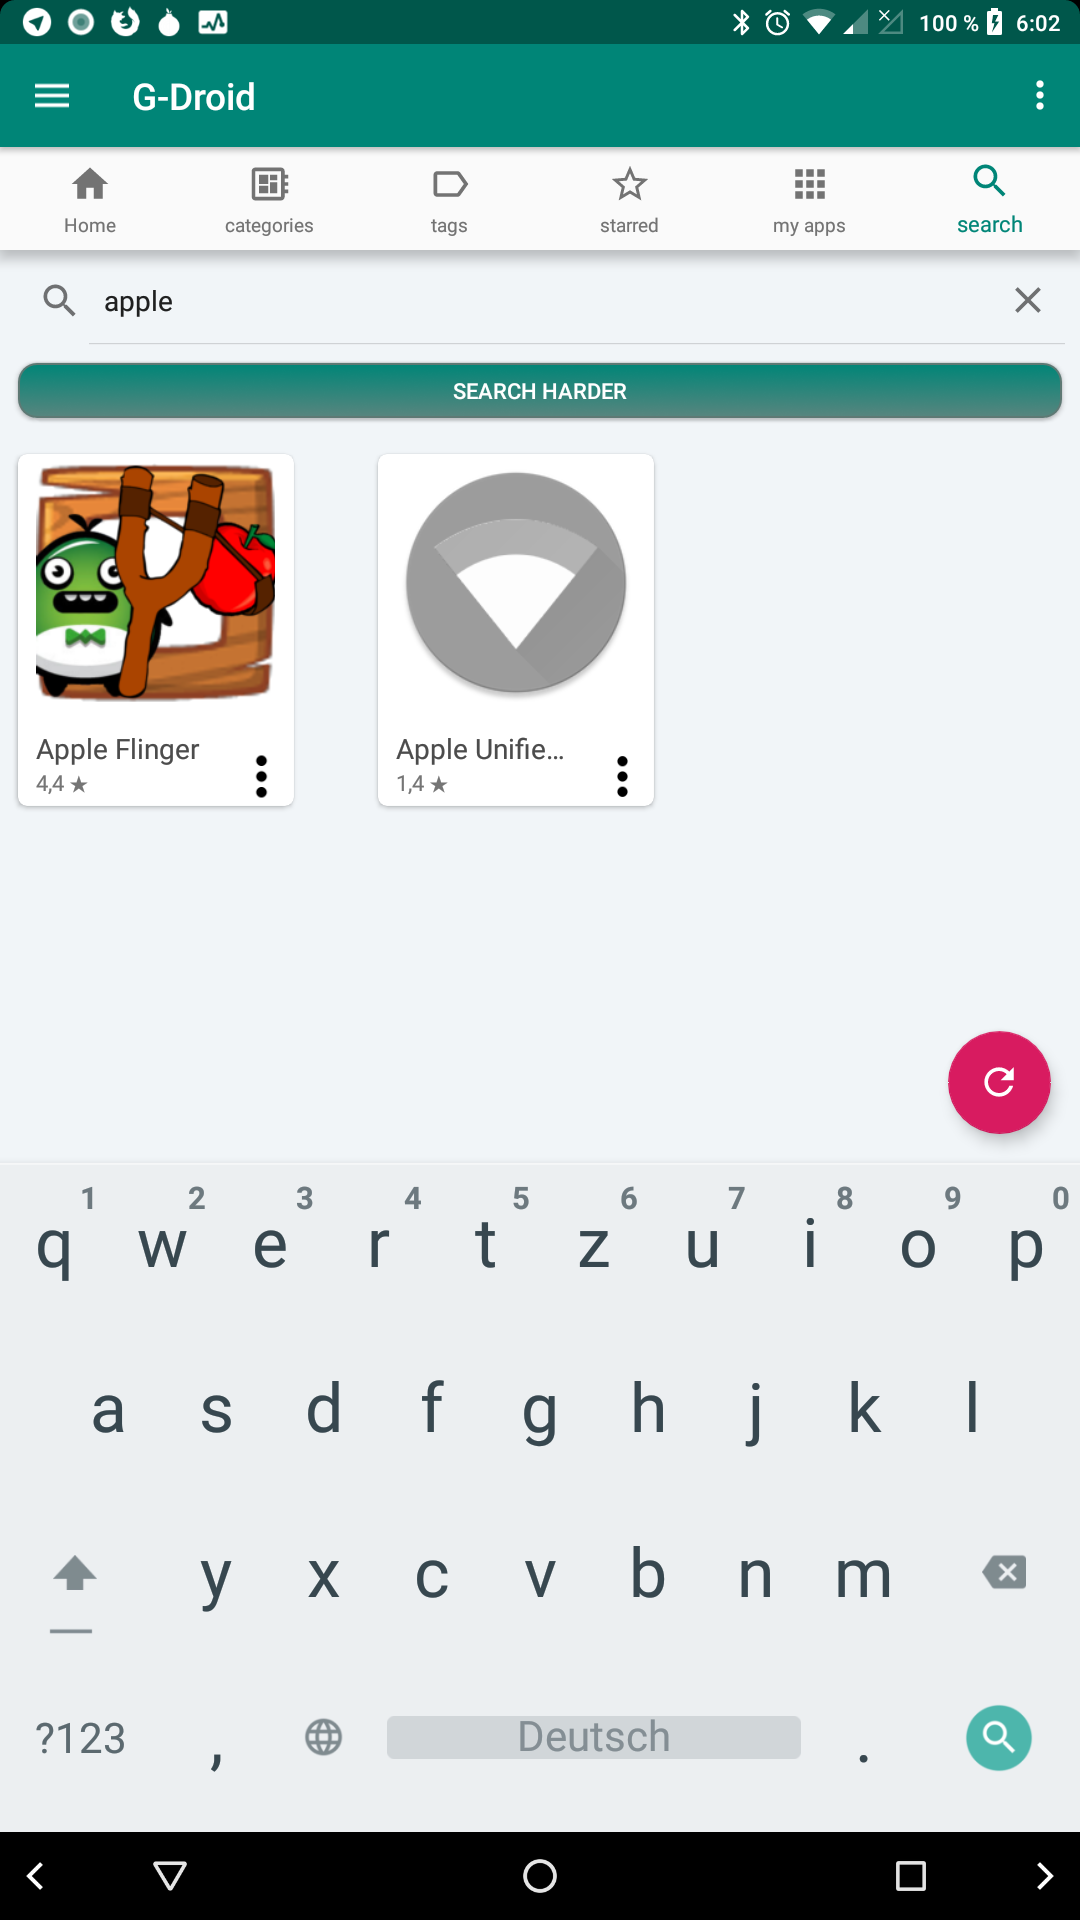 100 % 6:02
G-Droid
Home categories tags starred my apps search
apple
SEARCH HARDER
Apple Flinger Apple Unifie…
4,4 ★ 1,4 ★
1 2 3 4 5 6 7 8 9 0
q w e r t z u i o p
a s d f g h j k l
y x c v b n m
?123 , Deutsch .